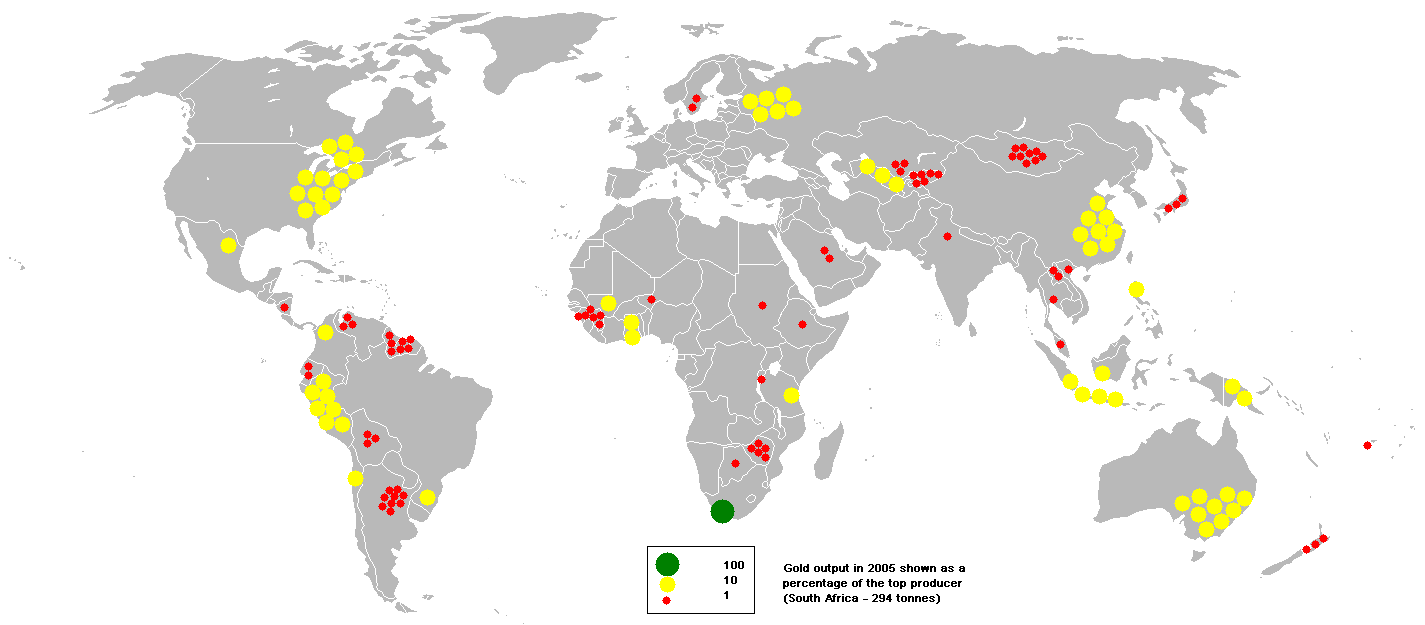 100
10
1
Gold output in 2005 shown as a
percentage of the top producer
(South Africa - 294 tonnes)